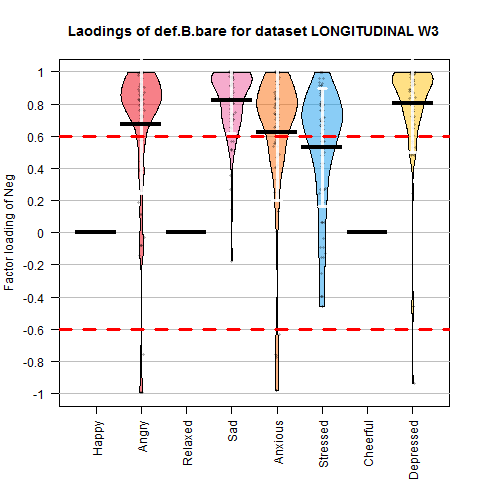 Laodings of def.B.bare for dataset LONGITUDINAL W3
Factor loading of Neg
1
0.8
0.6
0.4
0.2
0
-0.2
-0.4
-0.6
-0.8
-1
Happy
Angry
Relaxed
Sad
Anxious
Stressed
Cheerful
Depressed